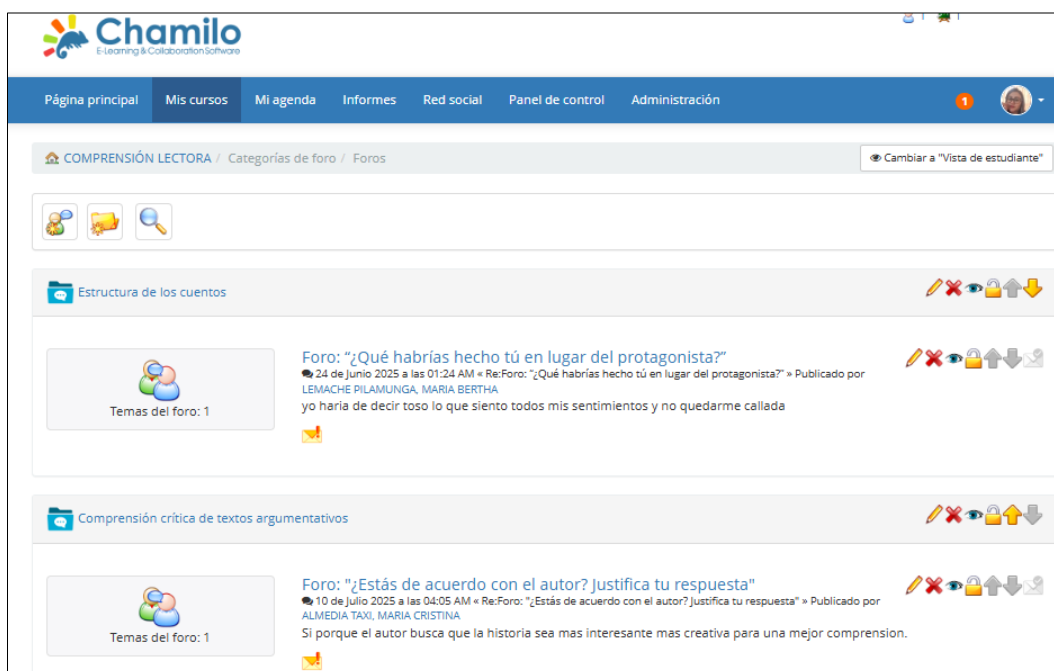 Chamilo
E-Learning & Collaboration Software
Página principal Mis cursos Mi agenda Informes Red social Panel de control Administración 1
COMPRENSIÓN LECTORA / Categorías de foro / Foros
Cambiar a "Vista de estudiante"
Estructura de los cuentos
Foro: “¿Qué habrías hecho tú en lugar del protagonista?”
24 de Junio 2025 a las 01:24 AM « Re:Foro: “¿Qué habrías hecho tú en lugar del protagonista?” » Publicado por
LEMACHE PILAMUNGA, MARIA BERTHA
yo haria de decir toso lo que siento todos mis sentimientos y no quedarme callada
Temas del foro: 1
Comprensión crítica de textos argumentativos
Foro: "¿Estás de acuerdo con el autor? Justifica tu respuesta"
10 de Julio 2025 a las 04:05 AM « Re:Foro: "¿Estás de acuerdo con el autor? Justifica tu respuesta" » Publicado por
ALMEDIA TAXI, MARIA CRISTINA
Si porque el autor busca que la historia sea mas interesante mas creativa para una mejor comprension.
Temas del foro: 1